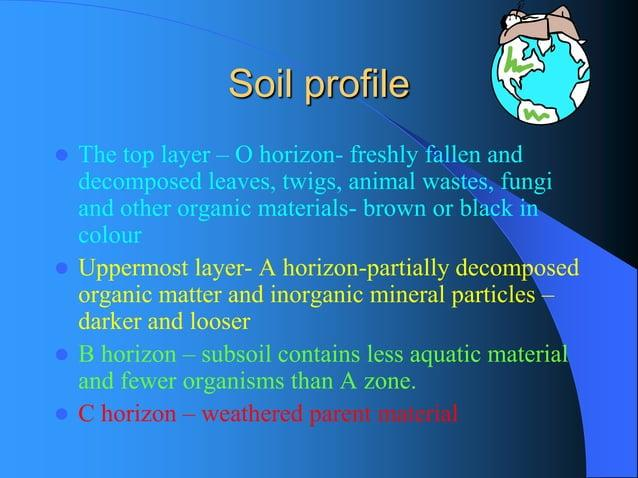 Soil profile
The top layer – O horizon- freshly fallen and
decomposed leaves, twigs, animal wastes, fungi
and other organic materials- brown or black in
colour
Uppermost layer- A horizon-partially decomposed
organic matter and inorganic mineral particles –
darker and looser
B horizon – subsoil contains less aquatic material
and fewer organisms than A zone.
C horizon – weathered parent material